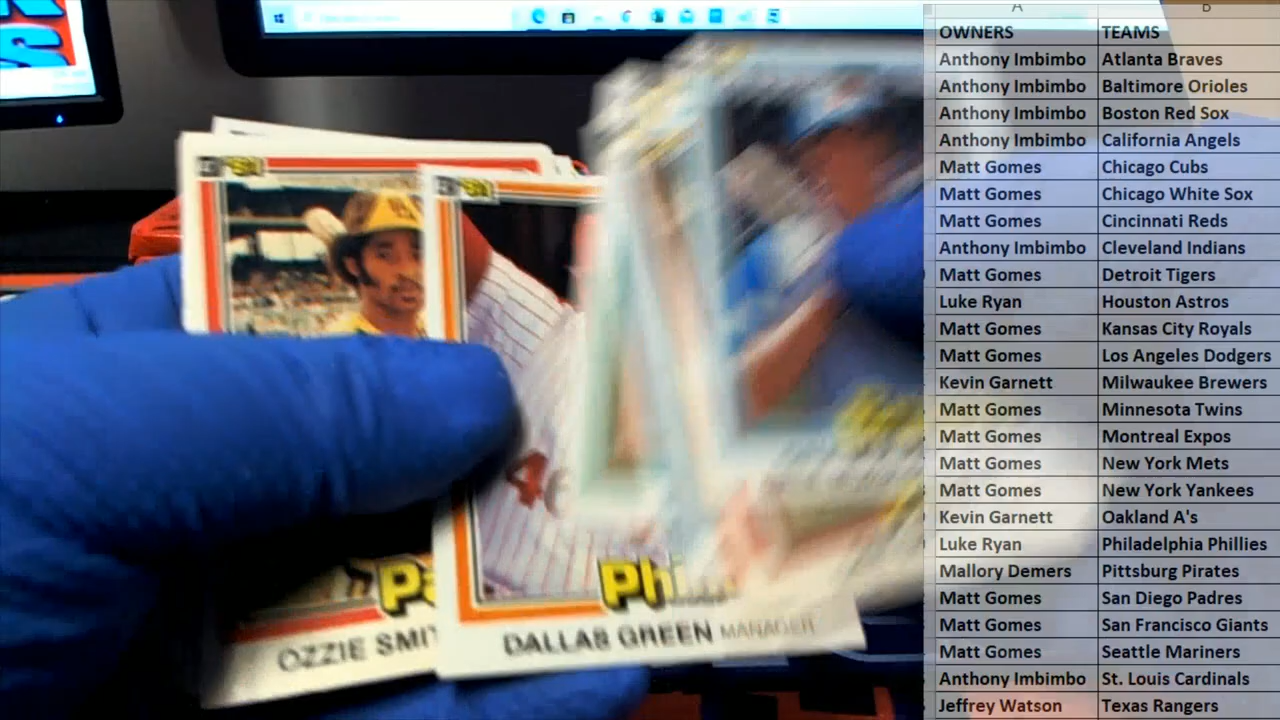 A B
OWNERS TEAMS
Anthony Imbimbo Atlanta Braves
Anthony Imbimbo Baltimore Orioles
Anthony Imbimbo Boston Red Sox
Anthony Imbimbo California Angels
Matt Gomes Chicago Cubs
Matt Gomes Chicago White Sox
Matt Gomes Cincinnati Reds
Anthony Imbimbo Cleveland Indians
Matt Gomes Detroit Tigers
Luke Ryan Houston Astros
Matt Gomes Kansas City Royals
Matt Gomes Los Angeles Dodgers
Kevin Garnett Milwaukee Brewers
Matt Gomes Minnesota Twins
Matt Gomes Montreal Expos
Matt Gomes New York Mets
Matt Gomes New York Yankees
Kevin Garnett Oakland A's
Luke Ryan Philadelphia Phillies
Mallory Demers Pittsburg Pirates
Matt Gomes San Diego Padres
Matt Gomes San Francisco Giants
Matt Gomes Seattle Mariners
Anthony Imbimbo St. Louis Cardinals
Jeffrey Watson Texas Rangers
Pa
OZZIE SMIT
4
Phi
DALLAS GREEN MANAGER